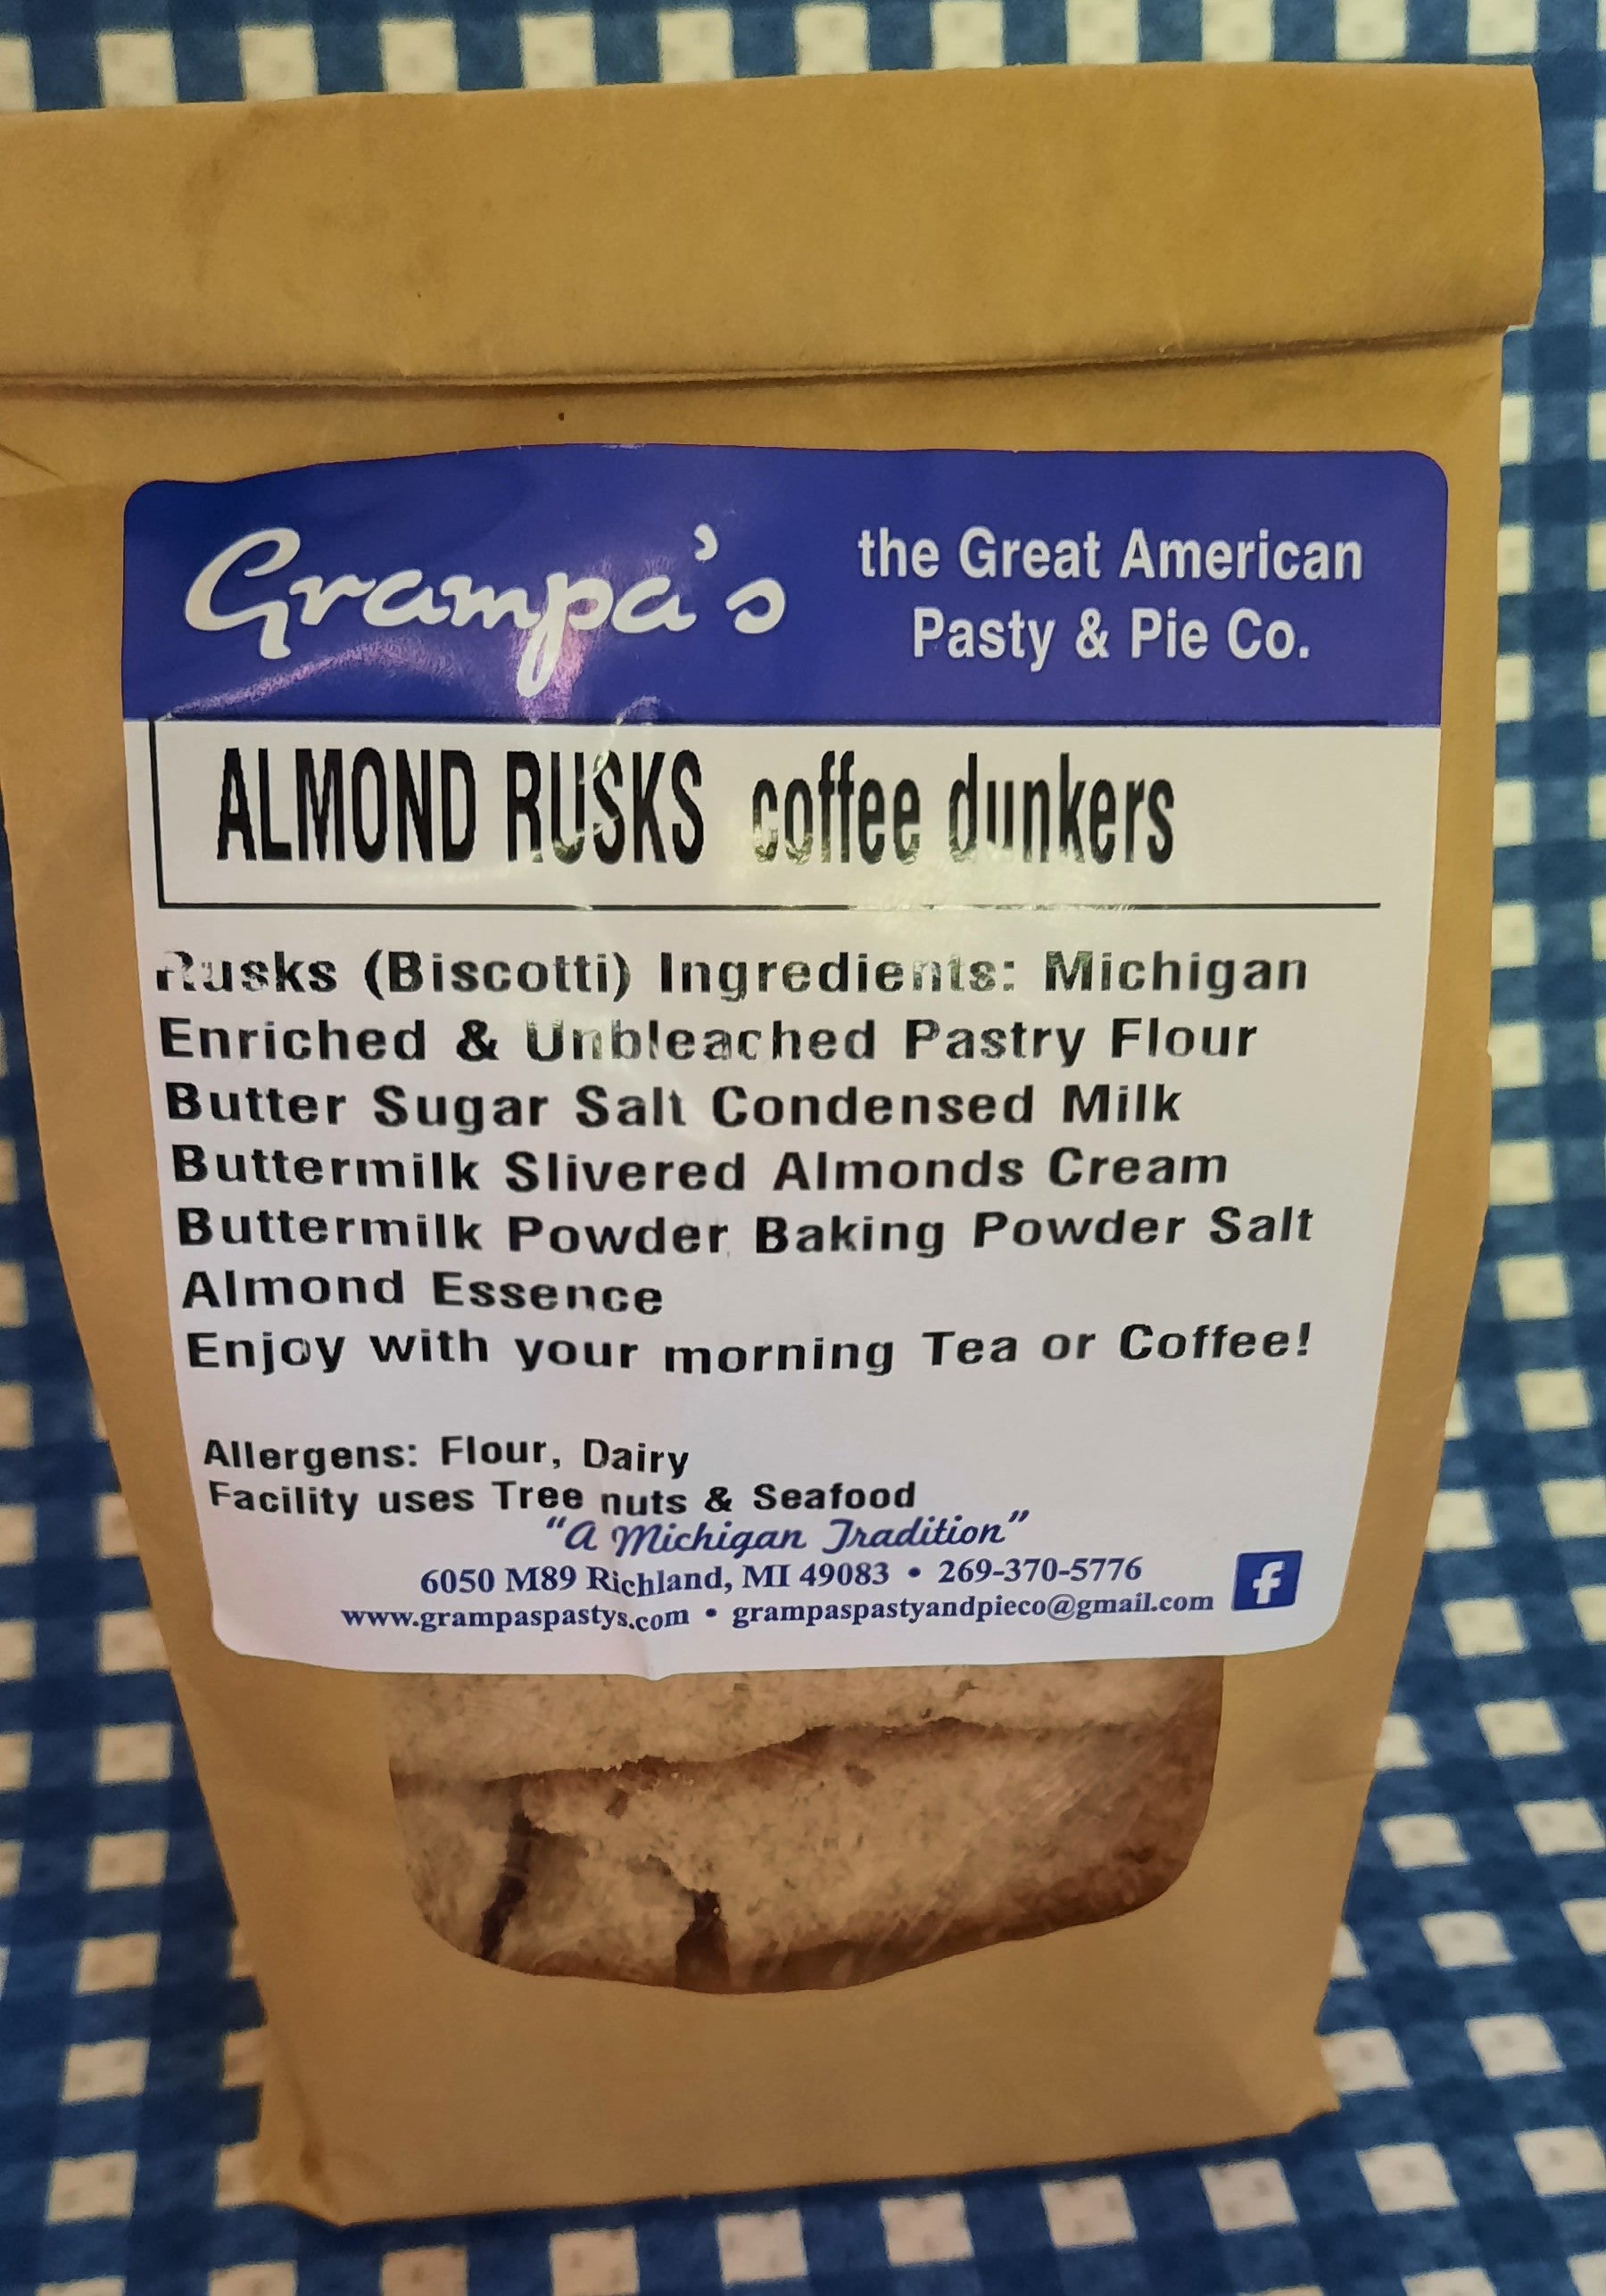 Grampa's
the Great American
Pasty & Pie Co.
ALMOND RUSKS coffee dunkers
Rusks (Biscotti) Ingredients: Michigan
Enriched & Unbleached Pastry Flour
Butter Sugar Salt Condensed Milk
Buttermilk Slivered Almonds Cream
Buttermilk Powder Baking Powder Salt
Almond Essence
Enjoy with your morning Tea or Coffee!
Allergens: Flour, Dairy
Facility uses Tree nuts & Seafood
"A Michigan Tradition"
6050 M89 Richland, MI 49083 • 269-370-5776
www.grampaspastys.com • grampaspastyandpieco@gmail.com
f